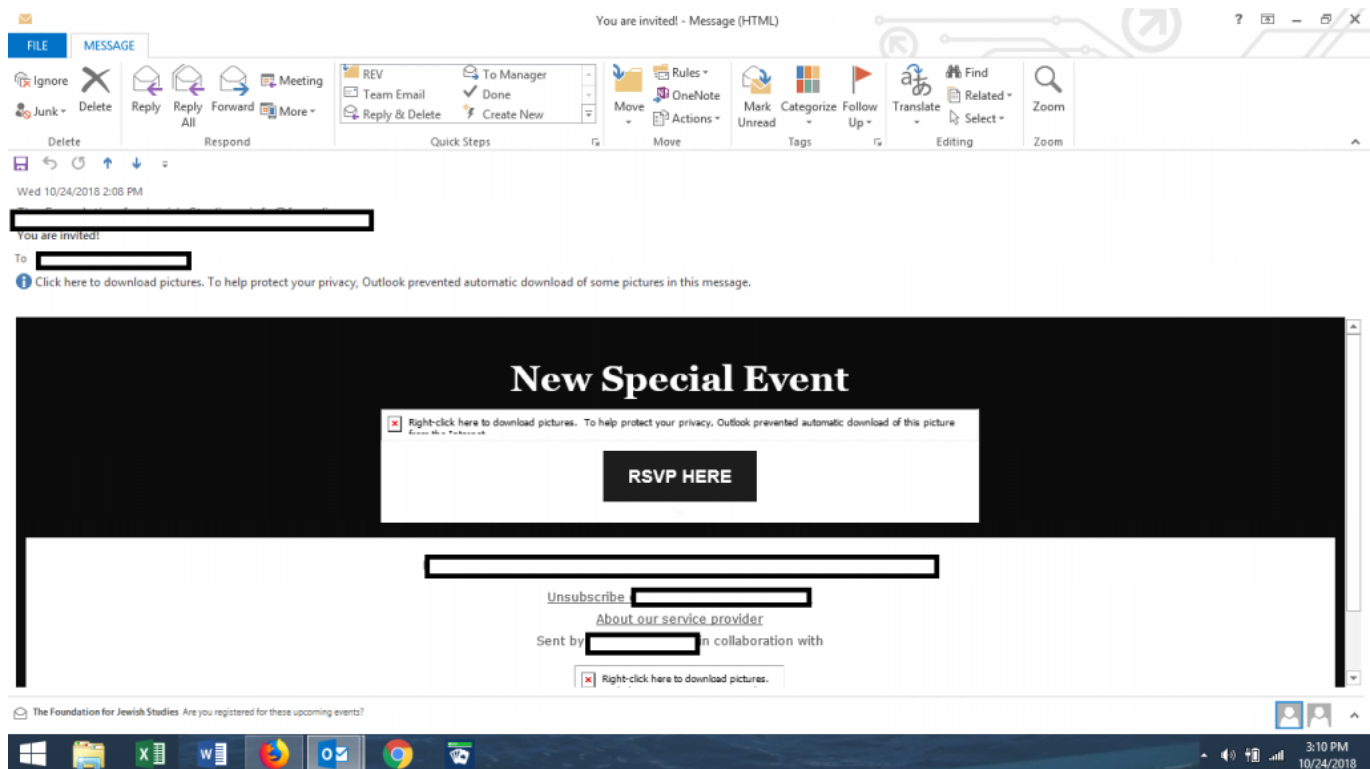 You are invited! - Message (HTML)
FILE MESSAGE
Ignore
Junk
Delete
Reply
Reply All
Forward
Meeting
More
REV
Team Email
Reply & Delete
To Manager
Done
Create New
Move
Rules
OneNote
Actions
Mark Unread
Categorize
Follow Up
Translate
Find
Related
Select
Zoom
Delete Respond Quick Steps Move Tags Editing Zoom
Wed 10/24/2018 2:08 PM
You are invited!
To
Click here to download pictures. To help protect your privacy, Outlook prevented automatic download of some pictures in this message.
New Special Event
Right-click here to download pictures. To help protect your privacy, Outlook prevented automatic download of this picture
from the Internet.
RSVP HERE
Unsubscribe
About our service provider
Sent by in collaboration with
Right-click here to download pictures.
The Foundation for Jewish Studies Are you registered for these upcoming events?
3:10 PM
10/24/2018